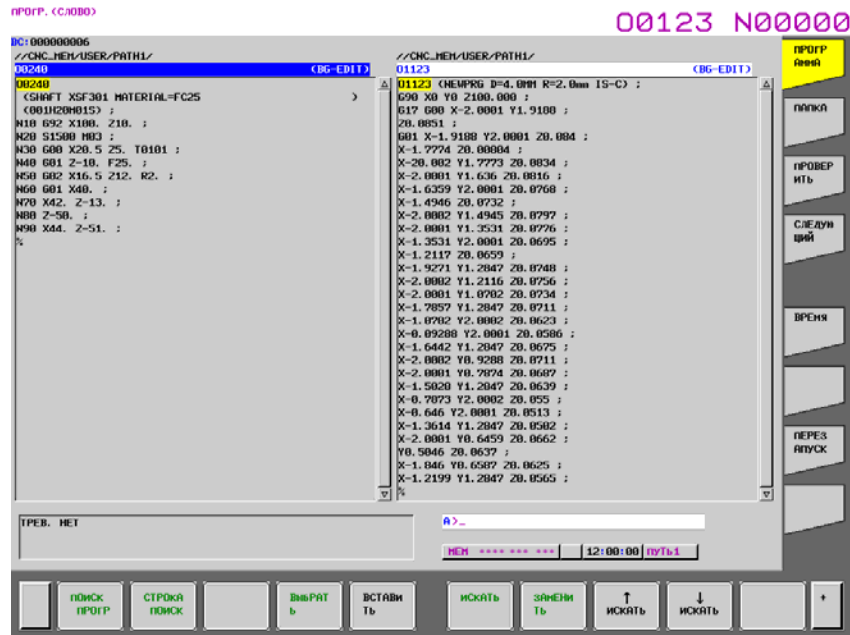 ПРОГР. (СЛОВО)
O0123 N00000
BC:000000006
//CNC_MEM/USER/PATH1/
O0240 (BG-EDIT)
O0240
(SHAFT XSF301 MATERIAL=FC25 )
(001H20H015) ;
N10 G92 X100. Z10. ;
N20 S1500 M03 ;
N30 G00 X20.5 Z5. T0101 ;
N40 G01 Z-10. F25. ;
N50 G02 X16.5 Z12. R2. ;
N60 G01 X40. ;
N70 X42. Z-13. ;
N80 Z-50. ;
N90 X44. Z-51. ;
%
//CNC_MEM/USER/PATH1/
O1123 (BG-EDIT)
O1123 (NEWPRG D=4.0MM R=2.0mm IS-C) ;
G90 X0 Y0 Z100.000 ;
G17 G00 X-2.0001 Y1.9188 ;
Z0.0851 ;
G01 X-1.9188 Y2.0001 Z0.084 ;
X-1.7774 Z0.00804 ;
X-20.002 Y1.7773 Z0.0834 ;
X-2.0001 Y1.636 Z0.0816 ;
X-1.6359 Y2.0001 Z0.0768 ;
X-1.4946 Z0.0732 ;
X-2.0002 Y1.4945 Z0.0797 ;
X-2.0001 Y1.3531 Z0.0776 ;
X-1.3531 Y2.0001 Z0.0695 ;
X-1.2117 Z0.0659 ;
X-1.9271 Y1.2847 Z0.0748 ;
X-2.0002 Y1.2116 Z0.0756 ;
X-2.0001 Y1.0702 Z0.0734 ;
X-1.7857 Y1.2847 Z0.0711 ;
X-1.0702 Y2.0002 Z0.0623 ;
X-0.09288 Y2.0001 Z0.0586 ;
X-1.6442 Y1.2847 Z0.0675 ;
X-2.0002 Y0.9288 Z0.0711 ;
X-2.0001 Y0.7874 Z0.0687 ;
X-1.5028 Y1.2847 Z0.0639 ;
X-0.7873 Y2.0002 Z0.055 ;
X-0.646 Y2.0001 Z0.0513 ;
X-1.3614 Y1.2847 Z0.0502 ;
X-2.0001 Y0.6459 Z0.0662 ;
Y0.5046 Z0.0637 ;
X-1.846 Y0.6587 Z0.0625 ;
X-1.2199 Y1.2847 Z0.0565 ;
%
ТРЕВ. НЕТ
A>_
MEM **** *** ***
12:00:00
ПУТЬ1
ПРОГР
АММА
ПАПКА
ПРОВЕР
ИТЬ
СЛЕДУЮ
ЩИЙ
ВРЕМЯ
ПЕРЕЗ
АПУСК
ПОИСК
ПРОГР
СТРОКА
ПОИСК
ВЫБРАТ
Ь
ВСТАВИ
ТЬ
ИСКАТЬ
ЗАМЕНИ
ТЬ
↑
ИСКАТЬ
↓
ИСКАТЬ
+